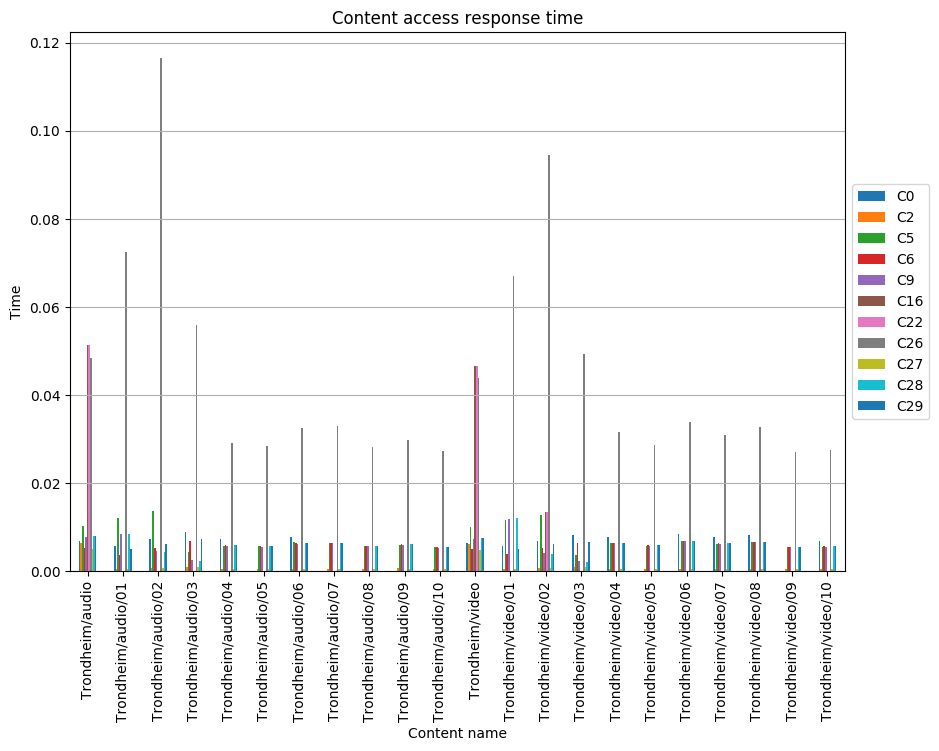 Content access response time
0.12
0.10
0.08
0.06
0.04
0.02
0.00
Time
C0
C2
C5
C6
C9
C16
C22
C26
C27
C28
C29
Trondheim/audio
Trondheim/audio/01
Trondheim/audio/02
Trondheim/audio/03
Trondheim/audio/04
Trondheim/audio/05
Trondheim/audio/06
Trondheim/audio/07
Trondheim/audio/08
Trondheim/audio/09
Trondheim/audio/10
Trondheim/video
Trondheim/video/01
Trondheim/video/02
Trondheim/video/03
Trondheim/video/04
Trondheim/video/05
Trondheim/video/06
Trondheim/video/07
Trondheim/video/08
Trondheim/video/09
Trondheim/video/10
Content name